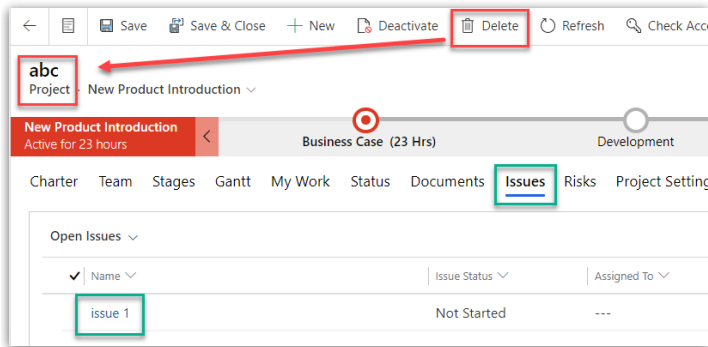 Save Save & Close New Deactivate Delete Refresh Check Acc
abc
Project · New Product Introduction
New Product Introduction
Active for 23 hours
Business Case (23 Hrs)
Development
Charter Team Stages Gantt My Work Status Documents Issues Risks Project Setting
Open Issues
Name Issue Status Assigned To
issue 1 Not Started ---